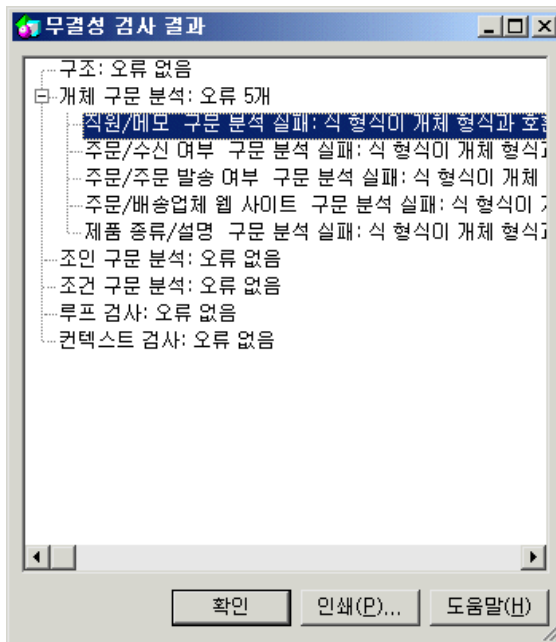 무결성 검사 결과
구조: 오류 없음
개체 구문 분석: 오류 5개
직원/메모 구문 분석 실패: 식 형식이 개체 형식과 호환
주문/수신 여부 구문 분석 실패: 식 형식이 개체 형식고
주문/주문 발송 여부 구문 분석 실패: 식 형식이 개체
주문/배송업체 웹 사이트 구문 분석 실패: 식 형식이
제품 종류/설명 구문 분석 실패: 식 형식이 개체 형식고
조인 구문 분석: 오류 없음
조건 구문 분석: 오류 없음
루프 검사: 오류 없음
컨텍스트 검사: 오류 없음
확인 인쇄(P)... 도움말(H)